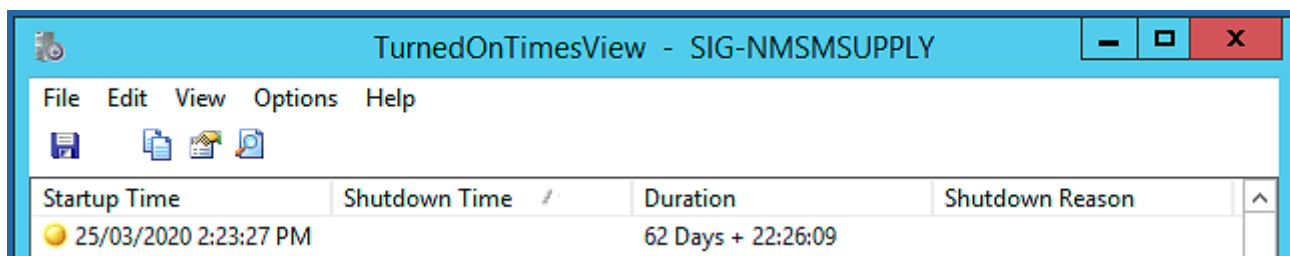 TurnedOnTimesView - SIG-NMSMSUPPLY
File Edit View Options Help
Startup Time Shutdown Time Duration Shutdown Reason
25/03/2020 2:23:27 PM 62 Days + 22:26:09